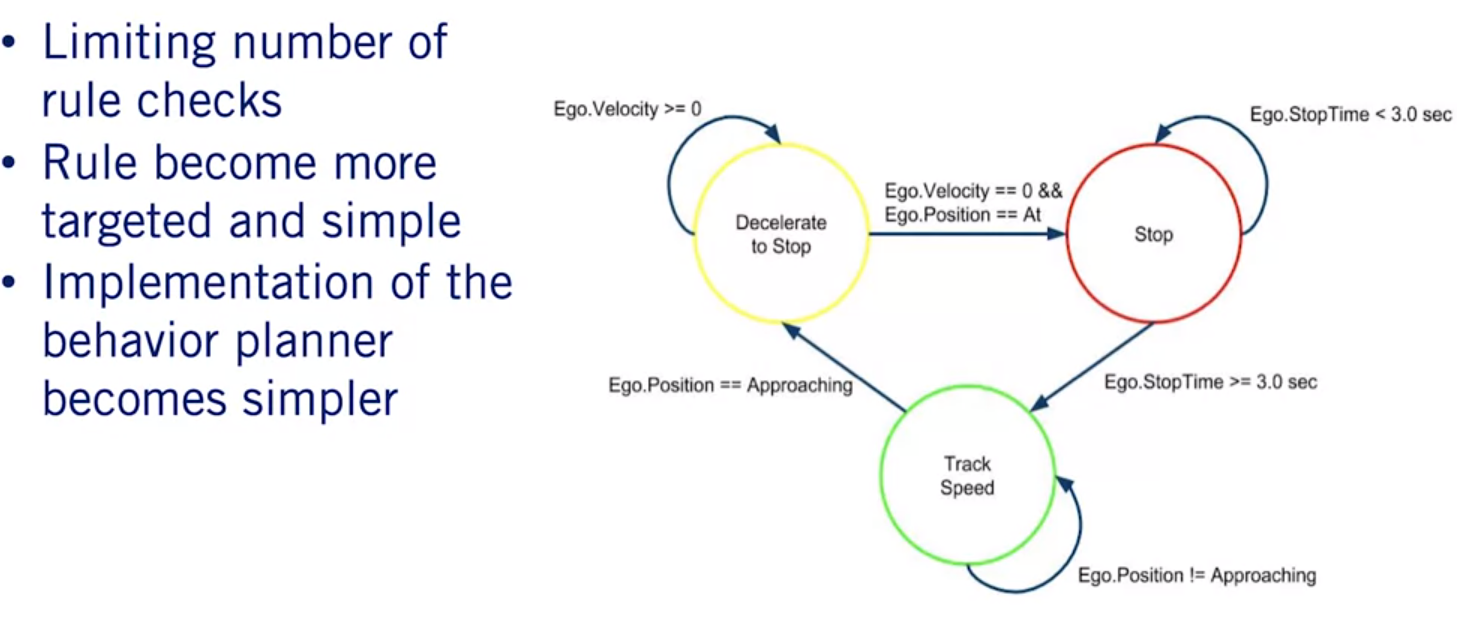 • Limiting number of
rule checks
• Rule become more
targeted and simple
• Implementation of the
behavior planner
becomes simpler
Ego.Velocity >= 0
Ego.StopTime < 3.0 sec
Decelerate
to Stop
Ego.Velocity == 0 &&
Ego.Position == At
Stop
Ego.Position == Approaching
Ego.StopTime >= 3.0 sec
Track
Speed
Ego.Position != Approaching